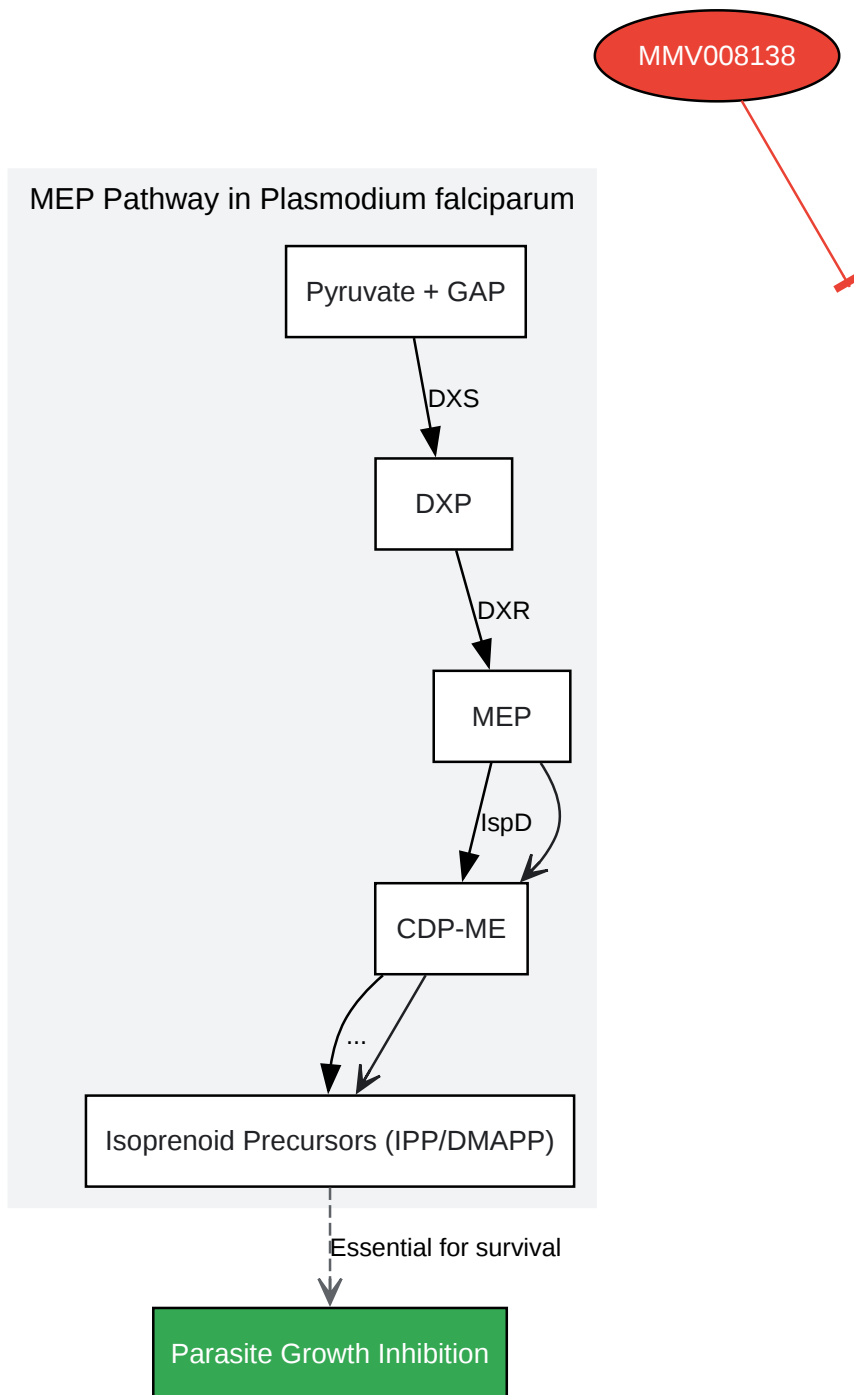 MMV008138
MEP Pathway in Plasmodium falciparum
Pyruvate + GAP
DXS
DXP
DXR
MEP
IspD
CDP-ME
...
Isoprenoid Precursors (IPP/DMAPP)
Essential for survival
Parasite Growth Inhibition